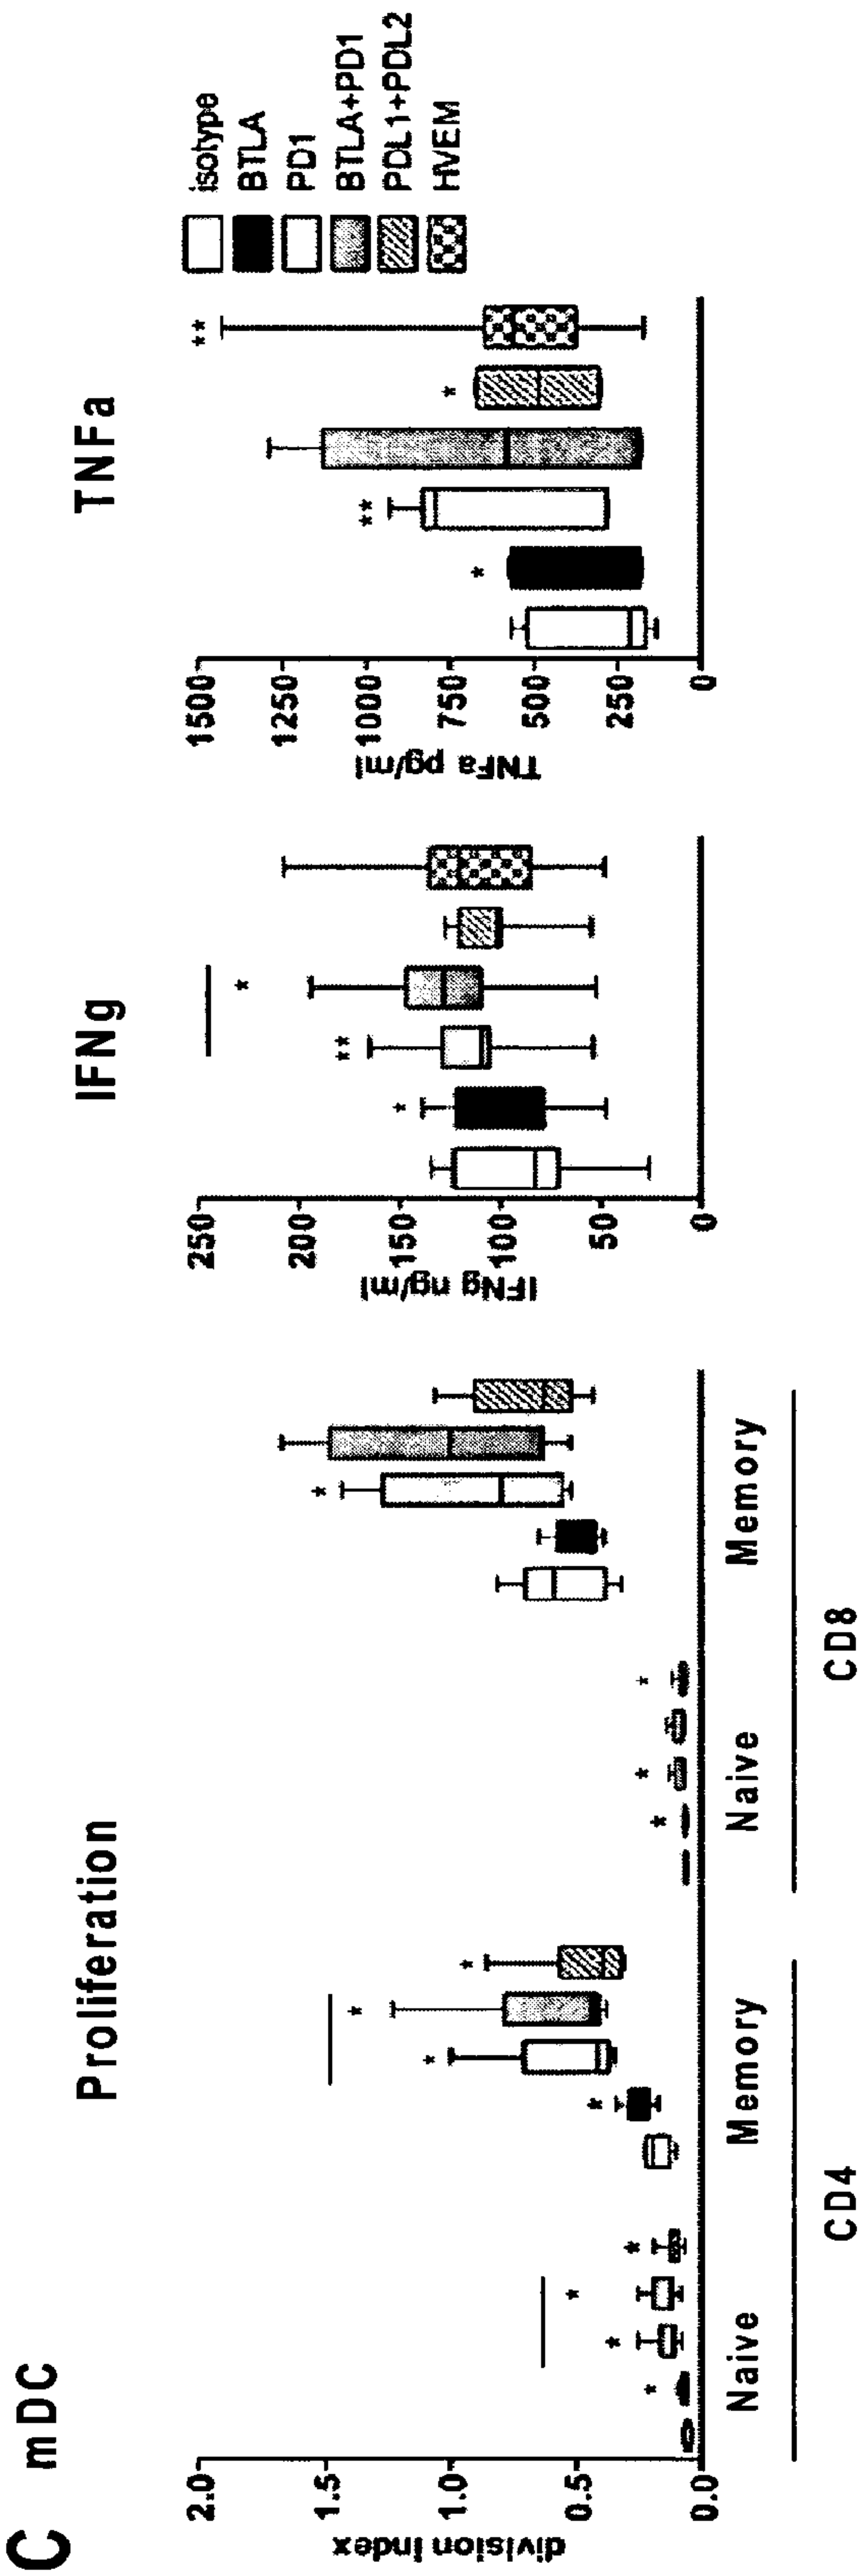 C mDC
Proliferation
IFNg
TNFa
division index
2.0
1.5
1.0
0.5
0.0
* * * *
* * * *
* * *
*
Naive Memory Naive Memory
CD4 CD8
IFNg ng/ml
250
200
150
100
50
0
* ** *
TNFa pg/ml
1500
1250
1000
750
500
250
0
* ** * **
isotype
BTLA
PD1
BTLA+PD1
PDL1+PDL2
HVEM